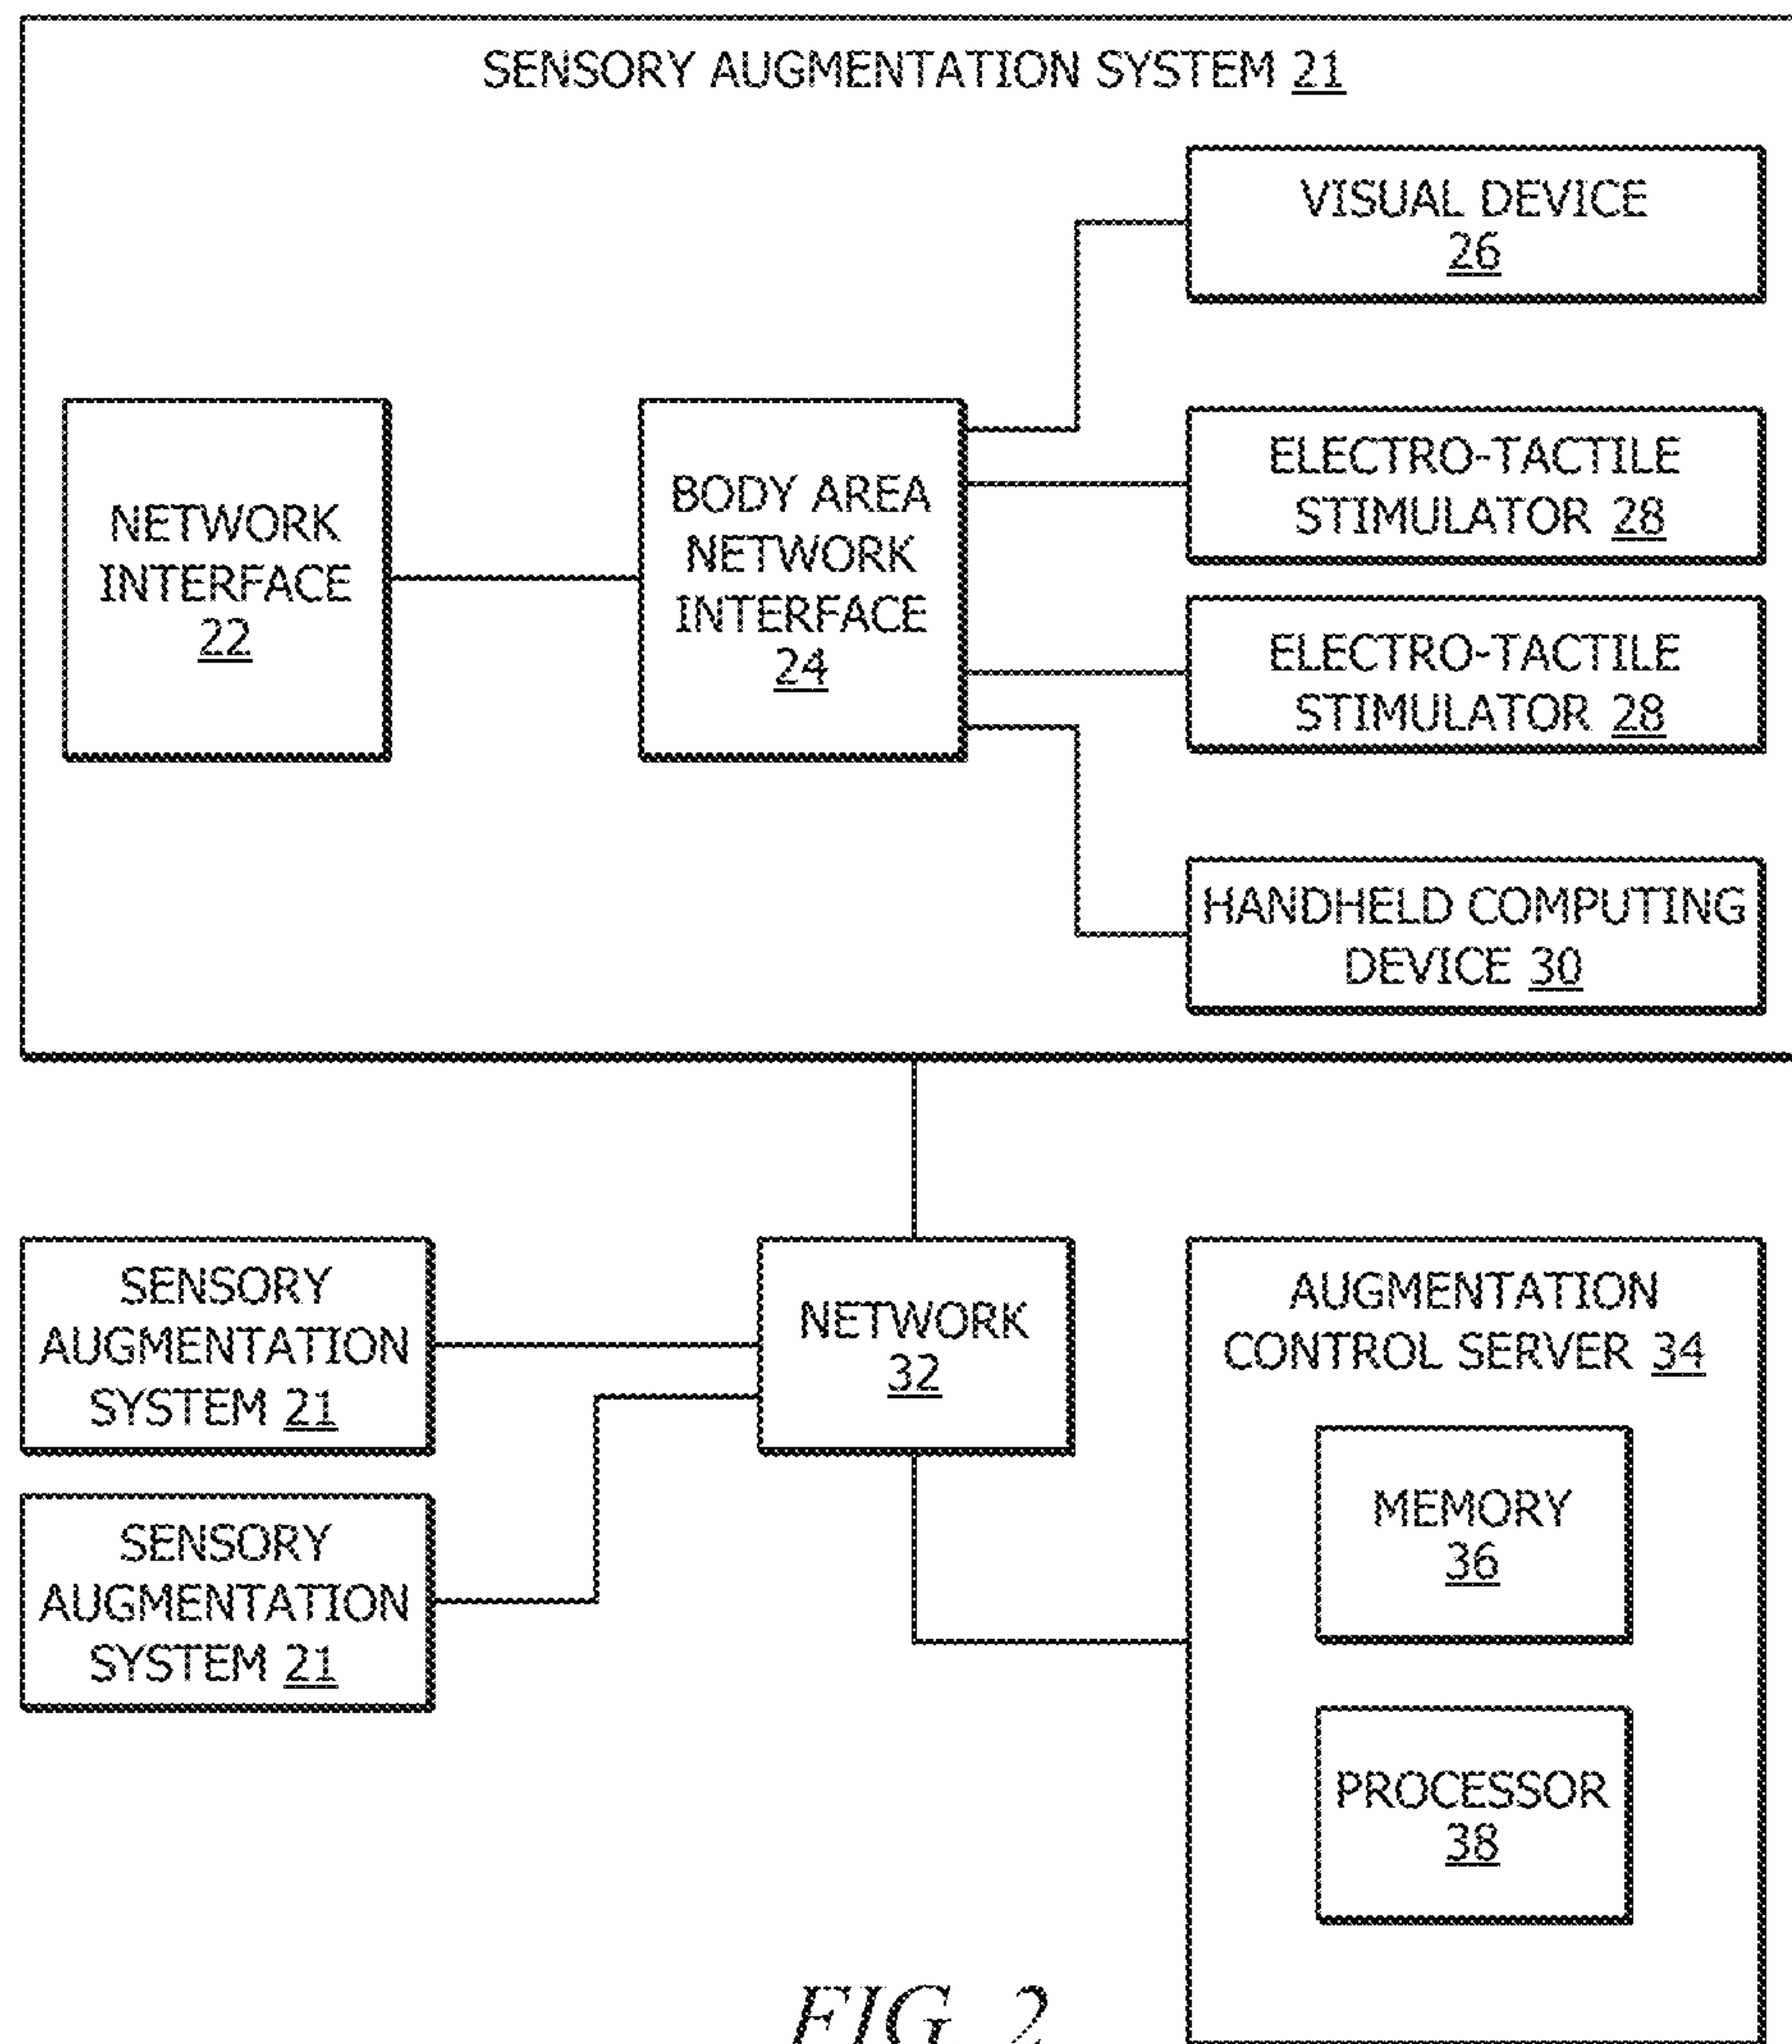 SENSORY AUGMENTATION SYSTEM 21
VISUAL DEVICE
26
NETWORK
INTERFACE
22
BODY AREA
NETWORK
INTERFACE
24
ELECTRO-TACTILE
STIMULATOR 28
ELECTRO-TACTILE
STIMULATOR 28
HANDHELD COMPUTING
DEVICE 30
SENSORY
AUGMENTATION
SYSTEM 21
NETWORK
32
AUGMENTATION
CONTROL SERVER 34
SENSORY
AUGMENTATION
SYSTEM 21
MEMORY
36
PROCESSOR
38
FIG. 2